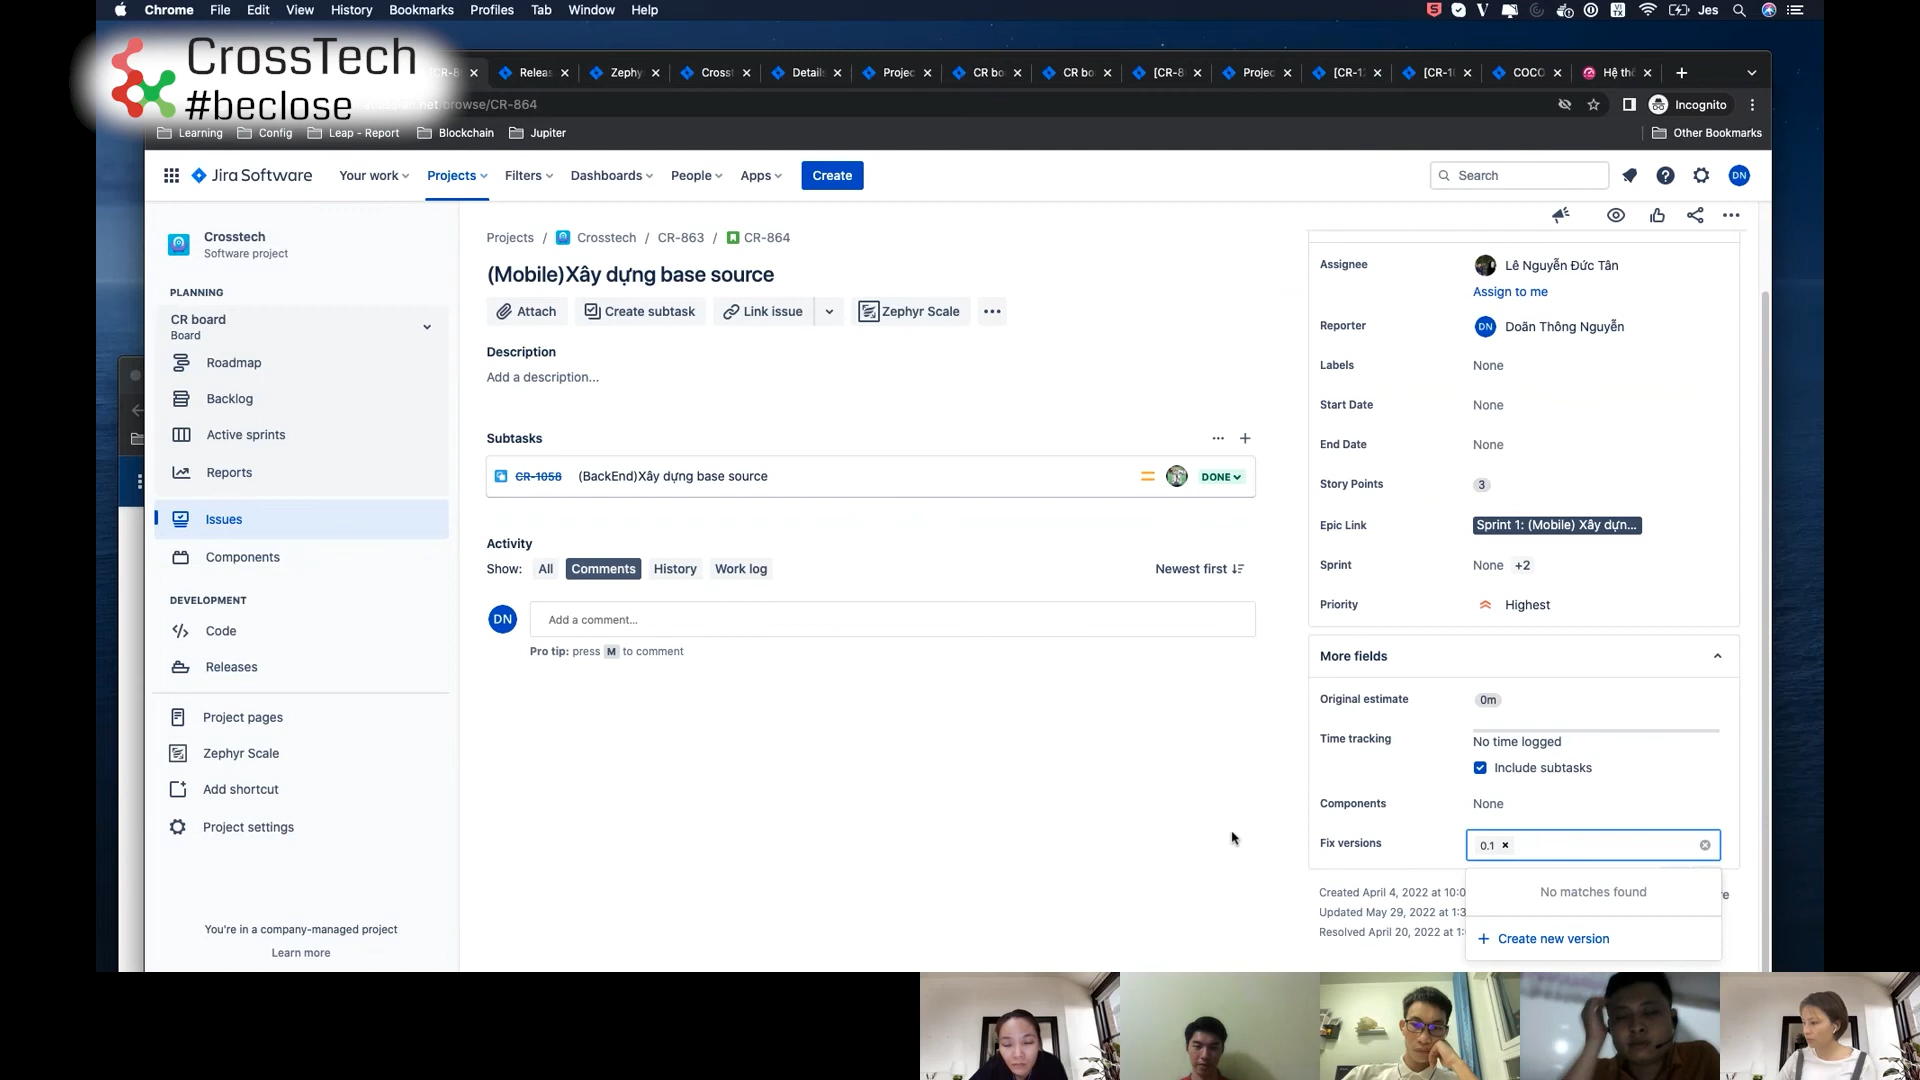 Chrome File Edit View History Bookmarks Profiles Tab Window Help
Jes
CrossTech
#beclose
Relea
Zephy
Crosst
Details
Projec
CR bo
CR bo
[CR-8
Projec
[CR-1
COCO
browse/CR-864
Incognito
Learning Config Leap - Report Blockchain Jupiter Other Bookmarks
Jira Software Your work Projects Filters Dashboards People Apps Create Search DN
Crosstech
Software project
PLANNING
CR board
Board
Roadmap
Backlog
Active sprints
Reports
Issues
Components
DEVELOPMENT
Code
Releases
Project pages
Zephyr Scale
Add shortcut
Project settings
You're in a company-managed project
Learn more
Projects / Crosstech / CR-863 / CR-864
(Mobile)Xây dựng base source
Attach Create subtask Link issue Zephyr Scale
Description
Add a description...
Subtasks
CR-1058 (BackEnd)Xây dựng base source DONE
Activity
Show: All Comments History Work log Newest first
DN Add a comment...
Pro tip: press M to comment
Assignee Lê Nguyễn Đức Tân
Assign to me
Reporter DN Doãn Thông Nguyễn
Labels None
Start Date None
End Date None
Story Points 3
Epic Link Sprint 1: (Mobile) Xây dựn...
Sprint None +2
Priority Highest
More fields
Original estimate 0m
Time tracking
No time logged
Include subtasks
Components None
Fix versions 0.1
No matches found
Create new version
Created April 4, 2022 at 10:0
Updated May 29, 2022 at 1:3
Resolved April 20, 2022 at 1: